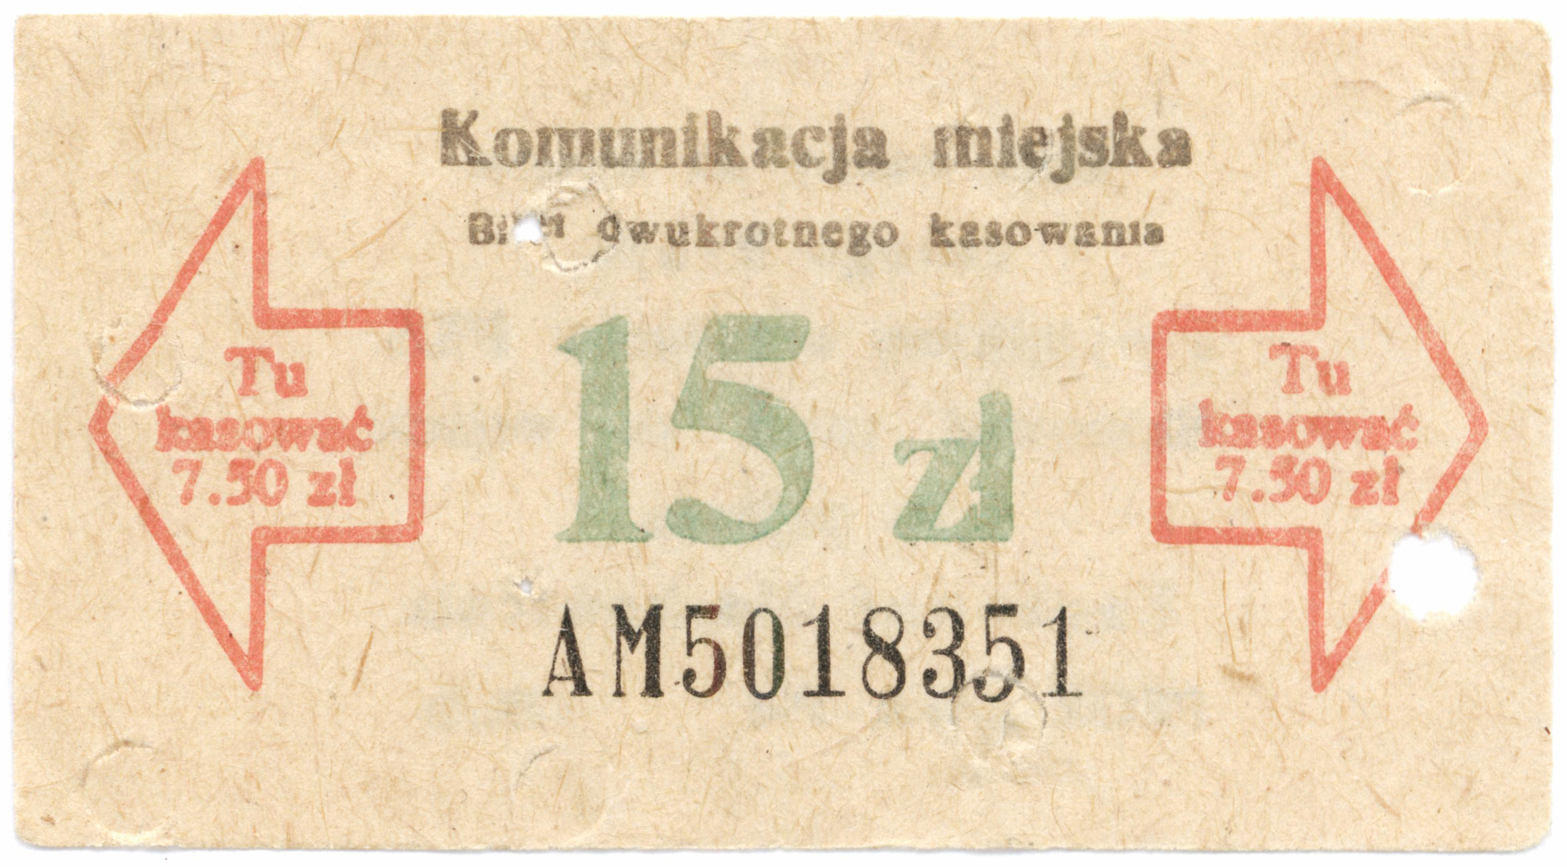 Komunikacja miejska
Bilet dwukrotnego kasowania
15 zł
Tu
kasować
7.50 zł
Tu
kasować
7.50 zł
AM5018351